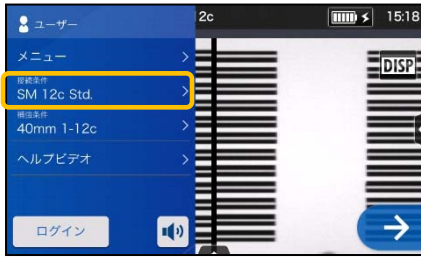 ユーザー
2c
15:18
メニュー
接続条件
SM 12c Std.
DISP
補強条件
40mm 1-12c
ヘルプビデオ
ログイン